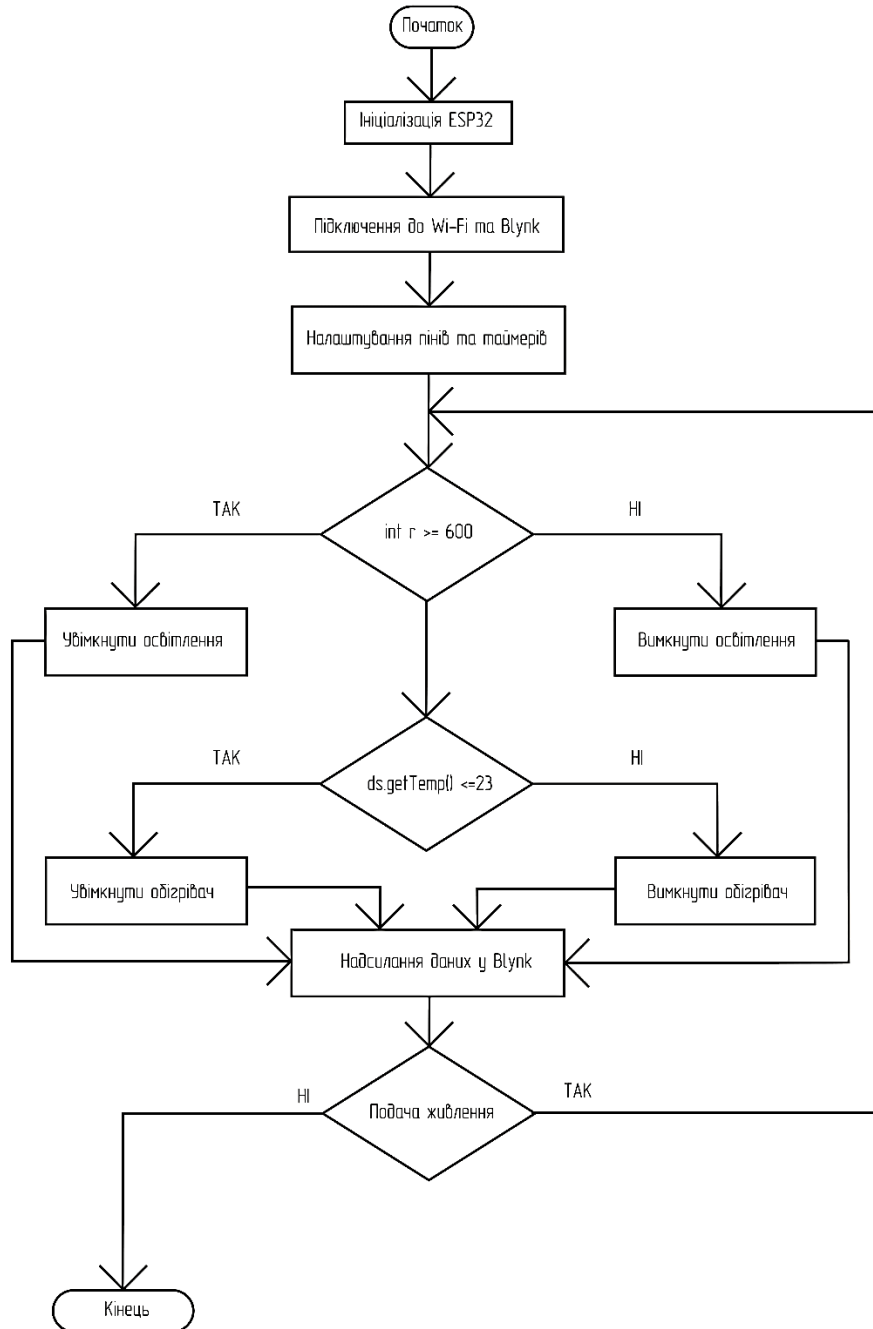 Початок
Ініціалізація ESP32
Підключення до Wi-Fi та Blynk
Налаштування пінів та таймерів
ТАК
НІ
int r >= 600
Увімкнути освітлення
Вимкнути освітлення
ТАК
НІ
ds.getTemp() <=23
Увімкнути обігрівач
Вимкнути обігрівач
Надсилання даних у Blynk
НІ
ТАК
Подача живлення
Кінець